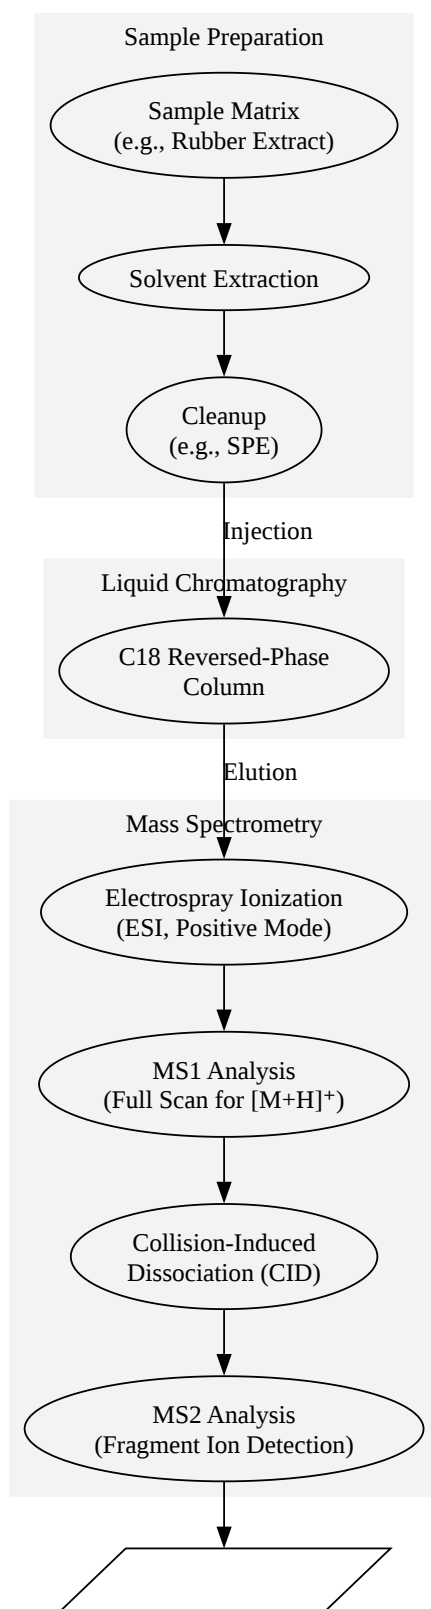 Sample Preparation
Sample Matrix
(e.g., Rubber Extract)
Solvent Extraction
Cleanup
(e.g., SPE)
Injection
Liquid Chromatography
C18 Reversed-Phase
Column
Elution
Mass Spectrometry
Electrospray Ionization
(ESI, Positive Mode)
MS1 Analysis
(Full Scan for [M+H]⁺)
Collision-Induced
Dissociation (CID)
MS2 Analysis
(Fragment Ion Detection)